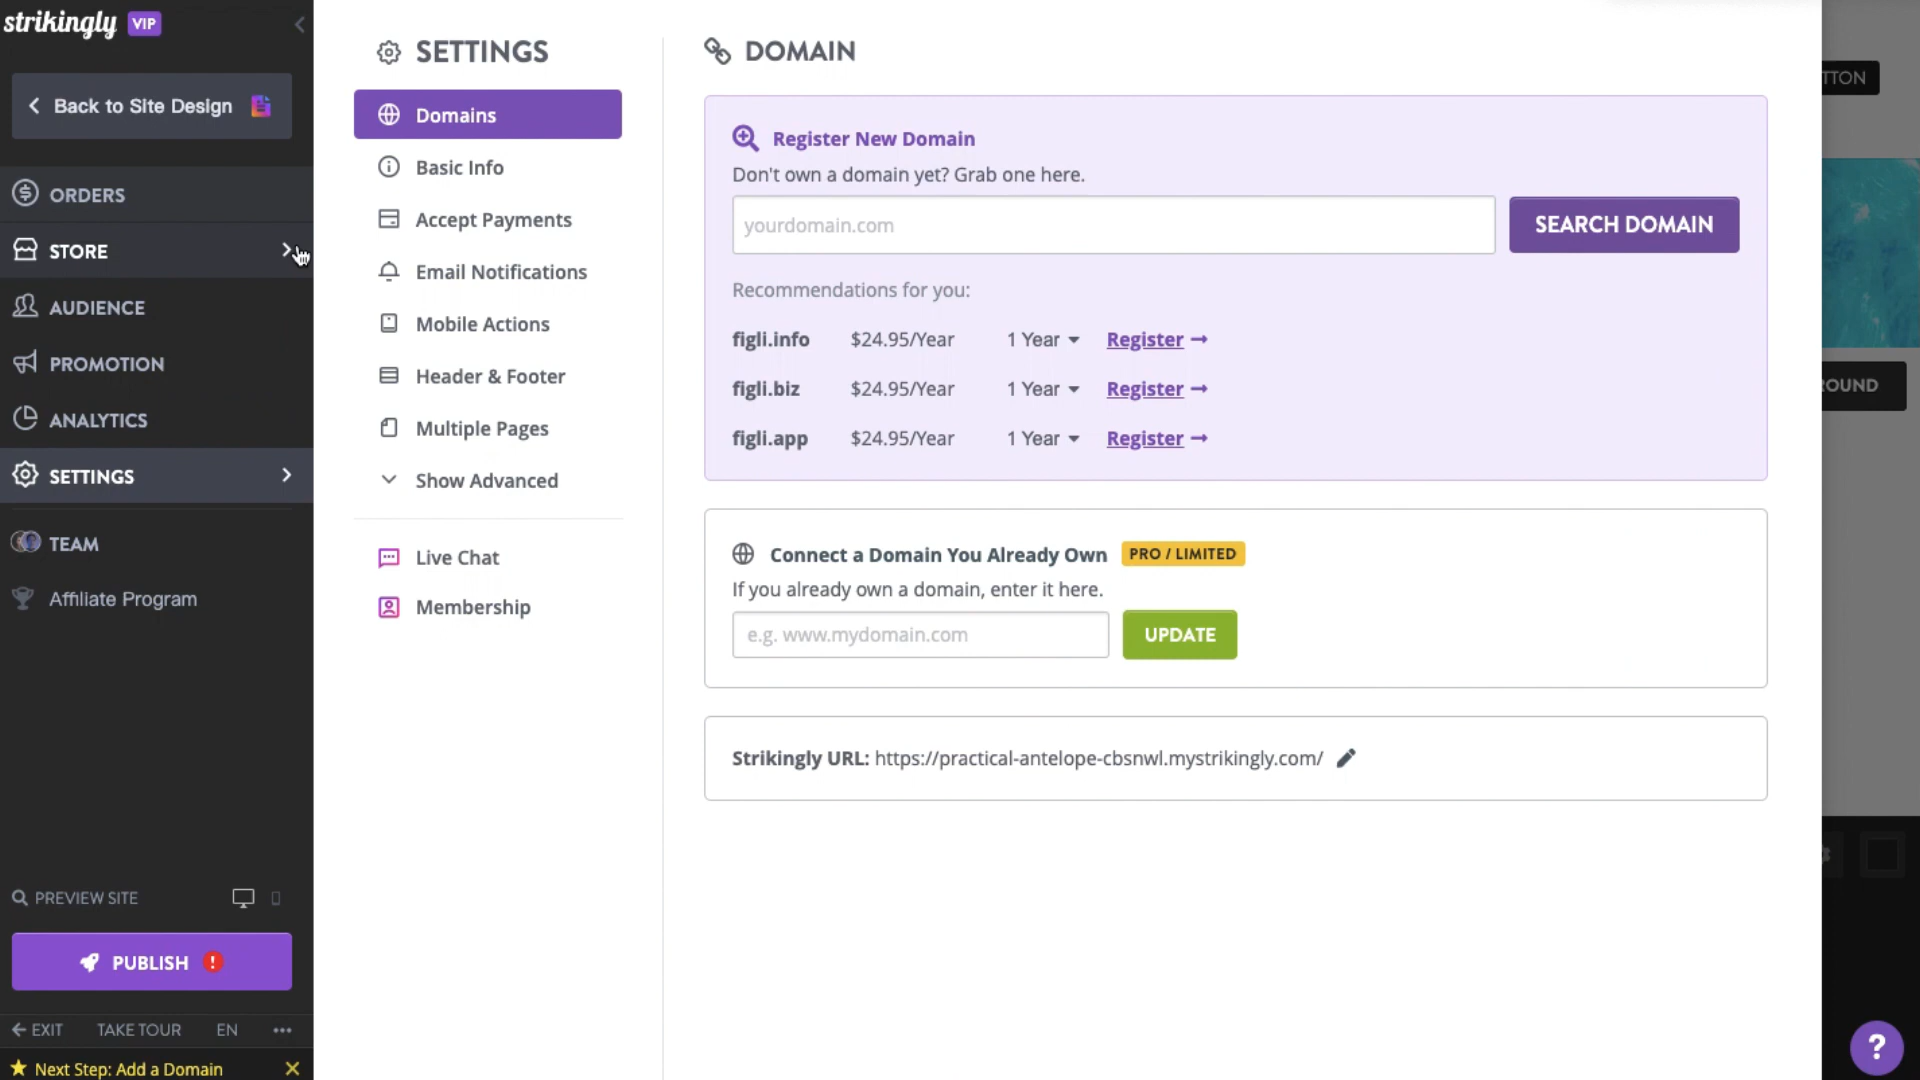 strikingly VIP
Back to Site Design
ORDERS
STORE
AUDIENCE
PROMOTION
ANALYTICS
SETTINGS
TEAM
Affiliate Program
PREVIEW SITE
PUBLISH !
EXIT TAKE TOUR EN •••
Next Step: Add a Domain
SETTINGS
Domains
Basic Info
Accept Payments
Email Notifications
Mobile Actions
Header & Footer
Multiple Pages
Show Advanced
Live Chat
Membership
DOMAIN
Register New Domain
Don't own a domain yet? Grab one here.
yourdomain.com
SEARCH DOMAIN
Recommendations for you:
figli.info $24.95/Year 1 Year Register →
figli.biz $24.95/Year 1 Year Register →
figli.app $24.95/Year 1 Year Register →
Connect a Domain You Already Own PRO / LIMITED
If you already own a domain, enter it here.
e.g. www.mydomain.com
UPDATE
Strikingly URL: https://practical-antelope-cbsnwl.mystrikingly.com/
?